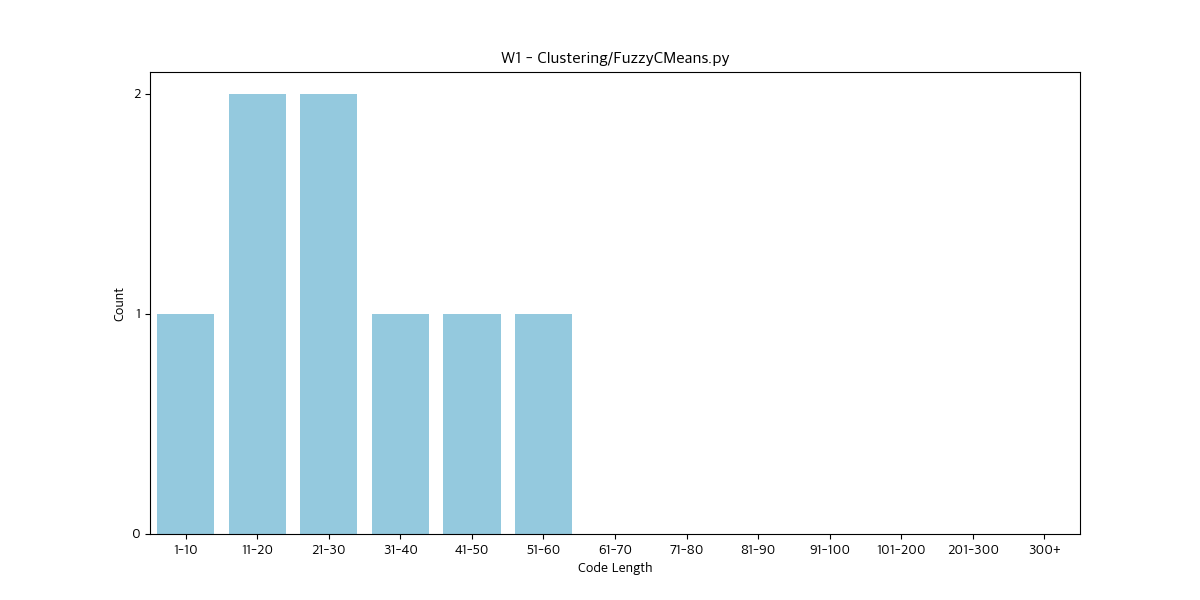 W1 - Clustering/FuzzyCMeans.py
Count
2
1
0
1-10 11-20 21-30 31-40 41-50 51-60 61-70 71-80 81-90 91-100 101-200 201-300 300+
Code Length